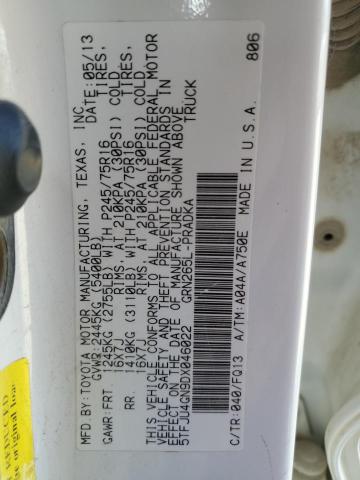 MFD.BY:TOYOTA MOTOR MANUFACTURING, TEXAS, INC.
DATE:05/13
GVWR:2445KG(5400LB)
GAWR:FRT 1245KG(2755LB)WITH P245/75R16 TIRES,
16X7J RIMS, AT 210KPA(30PSI) COLD
RR. 1410KG(3110LB)WITH P245/75R16 TIRES,
16X7J RIMS, AT 210KPA(30PSI) COLD
THIS VEHICLE CONFORMS TO ALL APPLICABLE FEDERAL MOTOR
VEHICLE SAFETY AND THEFT PREVENTION STANDARDS IN
EFFECT ON THE DATE OF MANUFACTURE SHOWN ABOVE.
5TFJU4GN9DX046022 GRN265L-PRADKA TRUCK
C/TR:040/FQ13 A/TM:A04A/A750E MADE IN U.S.A. 806
REDUCED